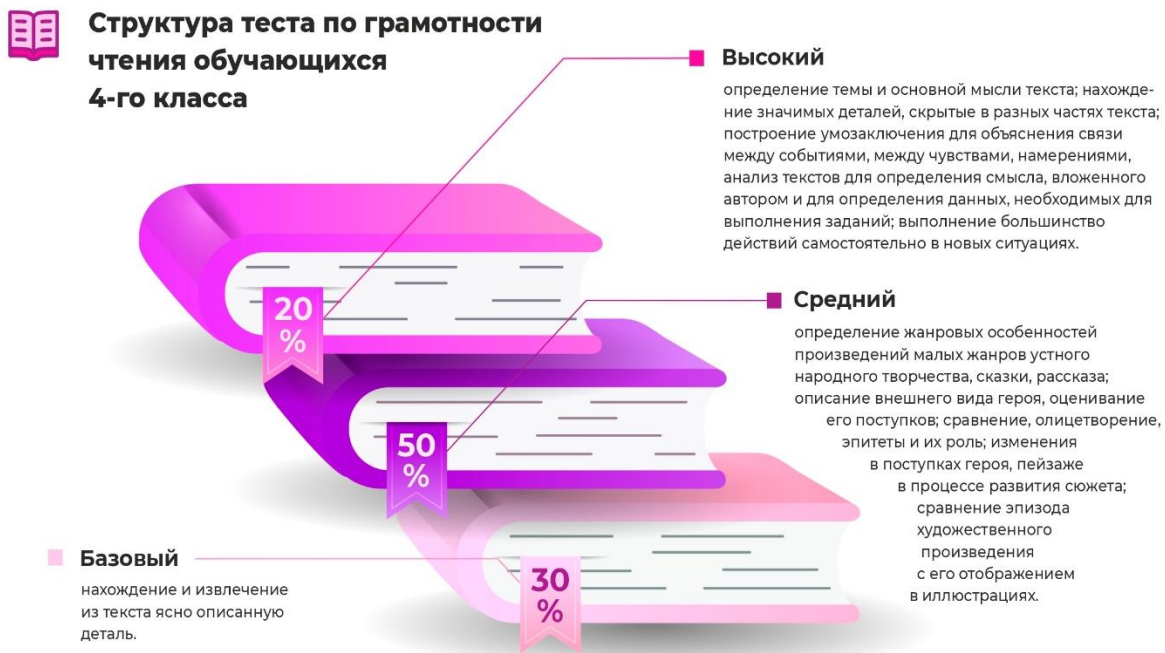 Структура теста по грамотности
чтения обучающихся
4-го класса
Высокий
определение темы и основной мысли текста; нахожде-
ние значимых деталей, скрытые в разных частях текста;
построение умозаключения для объяснения связи
между событиями, между чувствами, намерениями,
анализ текстов для определения смысла, вложенного
автором и для определения данных, необходимых для
выполнения заданий; выполнение большинство
действий самостоятельно в новых ситуациях.
20
%
Средний
определение жанровых особенностей
произведений малых жанров устного
народного творчества, сказки, рассказа;
описание внешнего вида героя, оценивание
его поступков; сравнение, олицетворение,
эпитеты и их роль; изменения
в поступках героя, пейзаже
в процессе развития сюжета;
сравнение эпизода
художественного
произведения
с его отображением
в иллюстрациях.
50
%
Базовый
нахождение и извлечение
из текста ясно описанную
деталь.
30
%